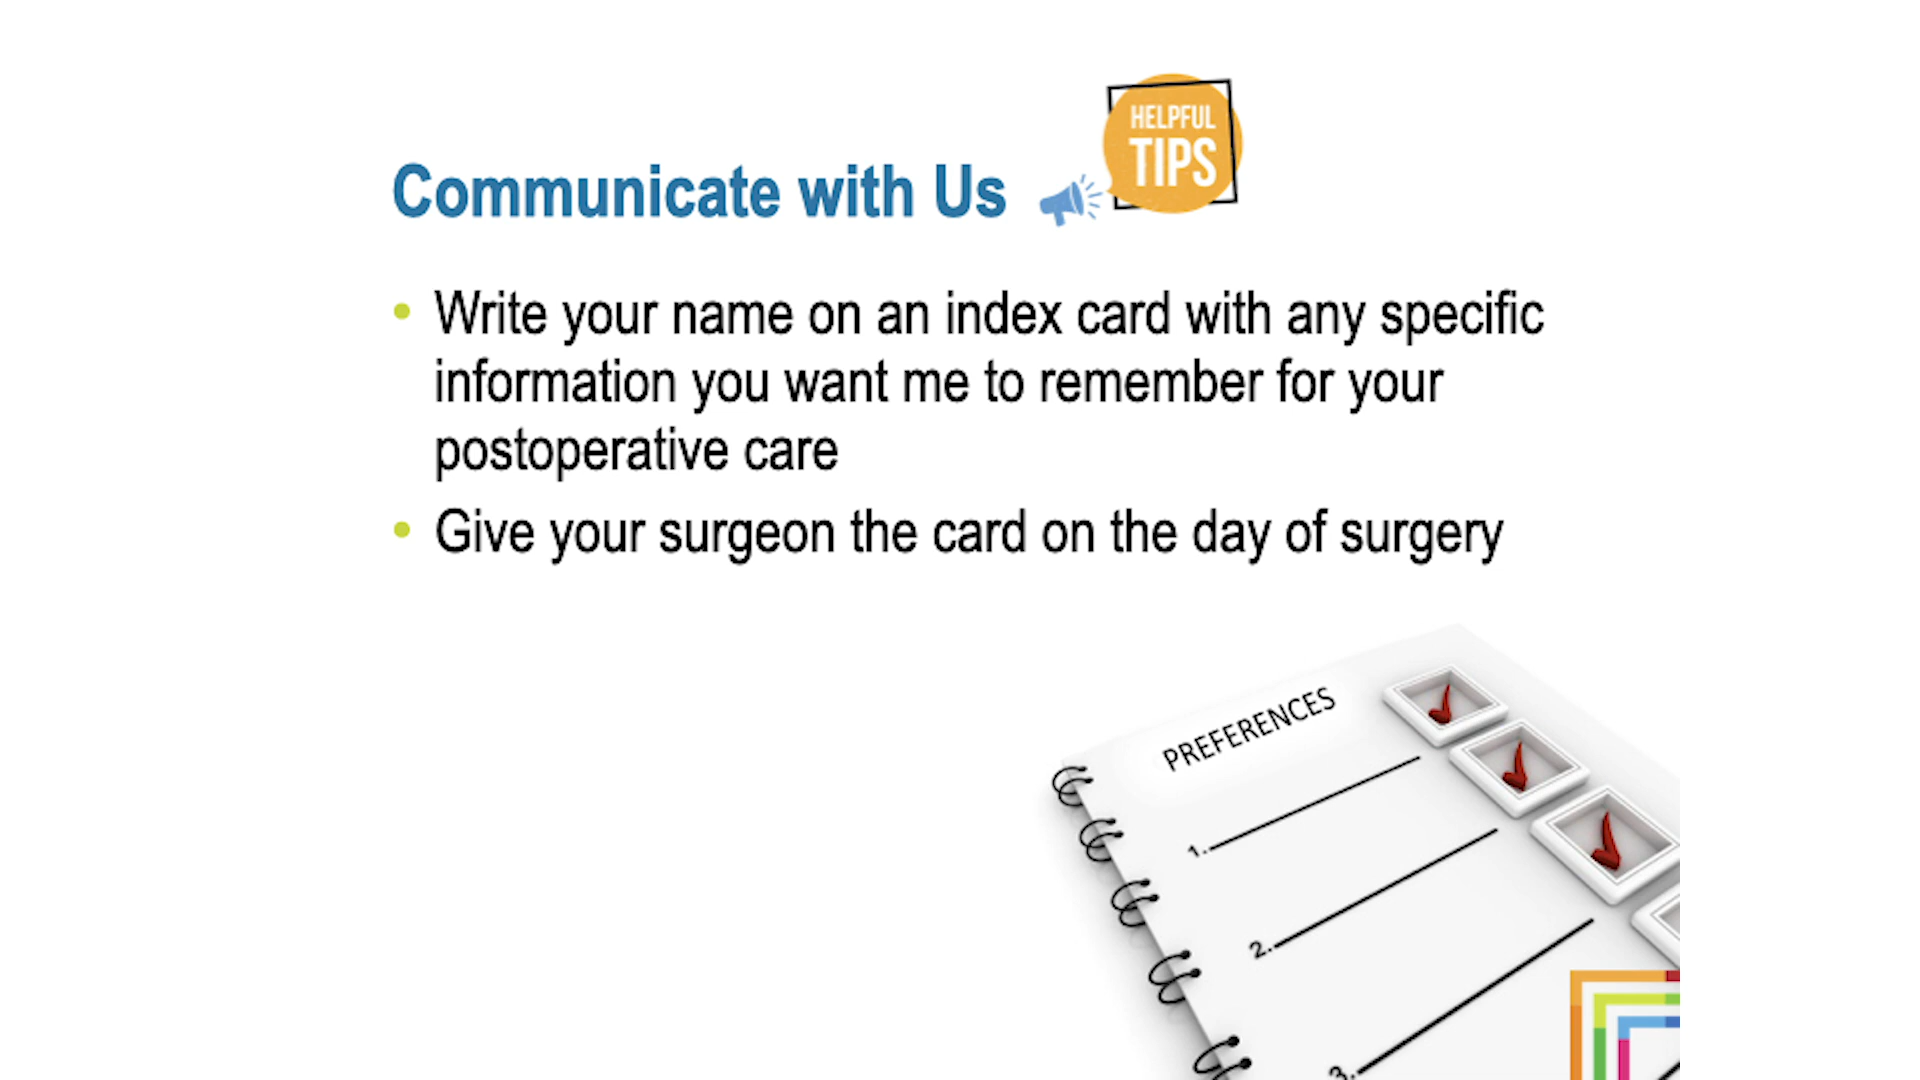 HELPFUL
TIPS
Communicate with Us
• Write your name on an index card with any specific
information you want me to remember for your
postoperative care
• Give your surgeon the card on the day of surgery
PREFERENCES
1.
2.
3.